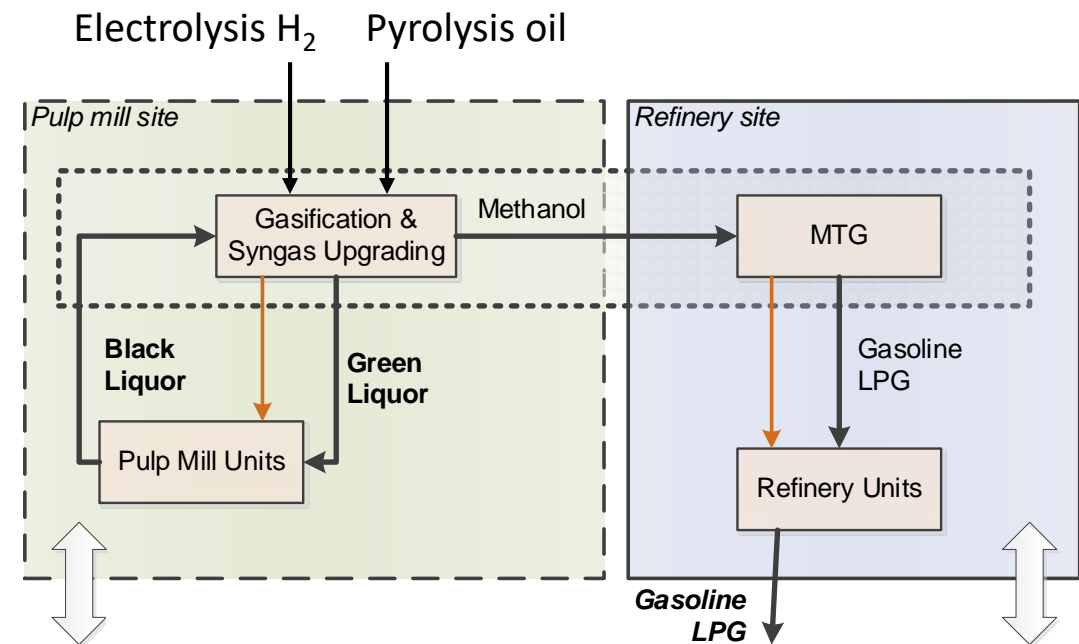 Electrolysis H2
Pyrolysis oil
Pulp mill site
Refinery site
Gasification &
Syngas Upgrading
Methanol
MTG
Black
Liquor
Green
Liquor
Gasoline
LPG
Pulp Mill Units
Refinery Units
Gasoline
LPG